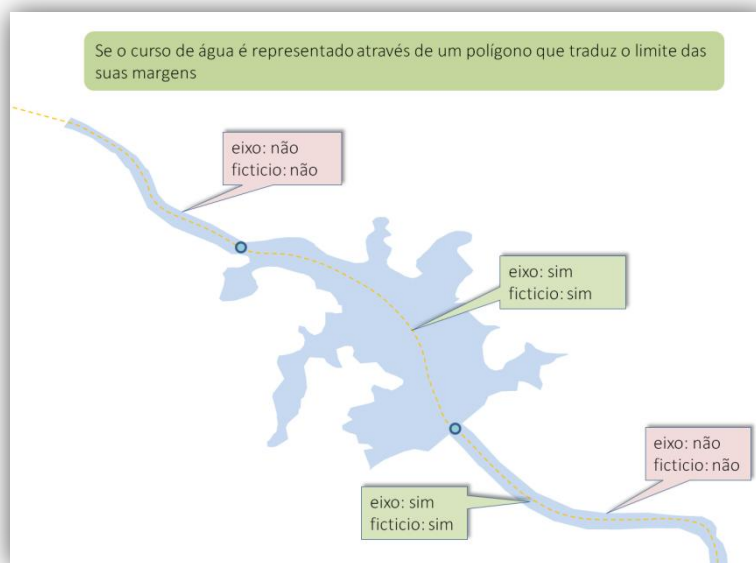 Se o curso de água é representado através de um polígono que traduz o limite das
suas margens
eixo: não
ficticio: não
eixo: sim
ficticio: sim
eixo: não
ficticio: não
eixo: sim
ficticio: sim